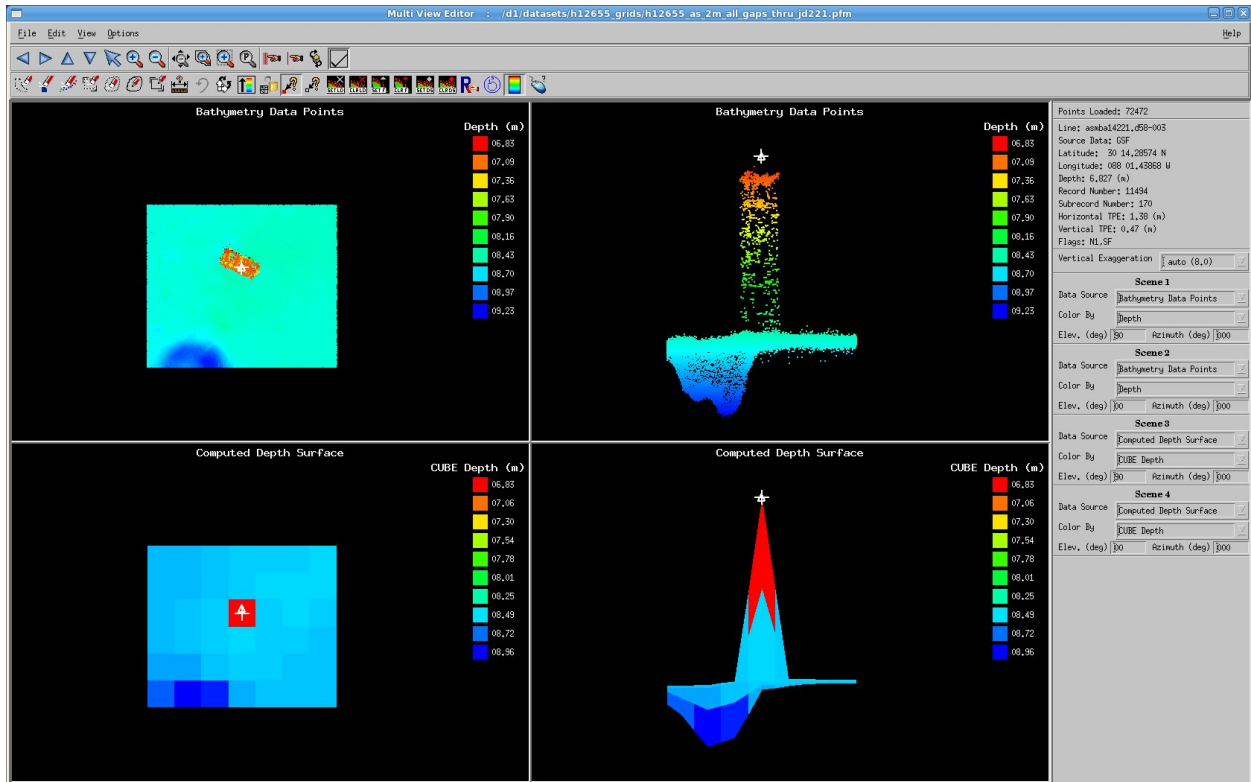 Multi View Editor : /d1/datasets/h12655_grids/h12655_as_2m_all_gaps_thru_jd221.pfm
File Edit View Options Help
Bathymetry Data Points
Depth (m)
06.83
07.09
07.36
07.63
07.90
08.16
08.43
08.70
08.97
09.23
Bathymetry Data Points
Depth (m)
06.83
07.09
07.36
07.63
07.90
08.16
08.43
08.70
08.97
09.23
Computed Depth Surface
CUBE Depth (m)
06.83
07.06
07.30
07.54
07.78
08.01
08.25
08.49
08.72
08.96
Computed Depth Surface
CUBE Depth (m)
06.83
07.06
07.30
07.54
07.78
08.01
08.25
08.49
08.72
08.96
Points Loaded: 72472
Line: asmba14221.d58-003
Source Data: GSF
Latitude: 30 14.28574 N
Longitude: 088 01.43868 W
Depth: 6.827 (m)
Record Number: 11494
Subrecord Number: 170
Horizontal TPE: 1.38 (m)
Vertical TPE: 0.47 (m)
Flags: NL,SF
Vertical Exaggeration auto (8.0)
Scene 1
Data Source Bathymetry Data Points
Color By Depth
Elev. (deg) 90 Azimuth (deg) 000
Scene 2
Data Source Bathymetry Data Points
Color By Depth
Elev. (deg) 00 Azimuth (deg) 000
Scene 3
Data Source Computed Depth Surface
Color By CUBE Depth
Elev. (deg) 90 Azimuth (deg) 000
Scene 4
Data Source Computed Depth Surface
Color By CUBE Depth
Elev. (deg) 00 Azimuth (deg) 000